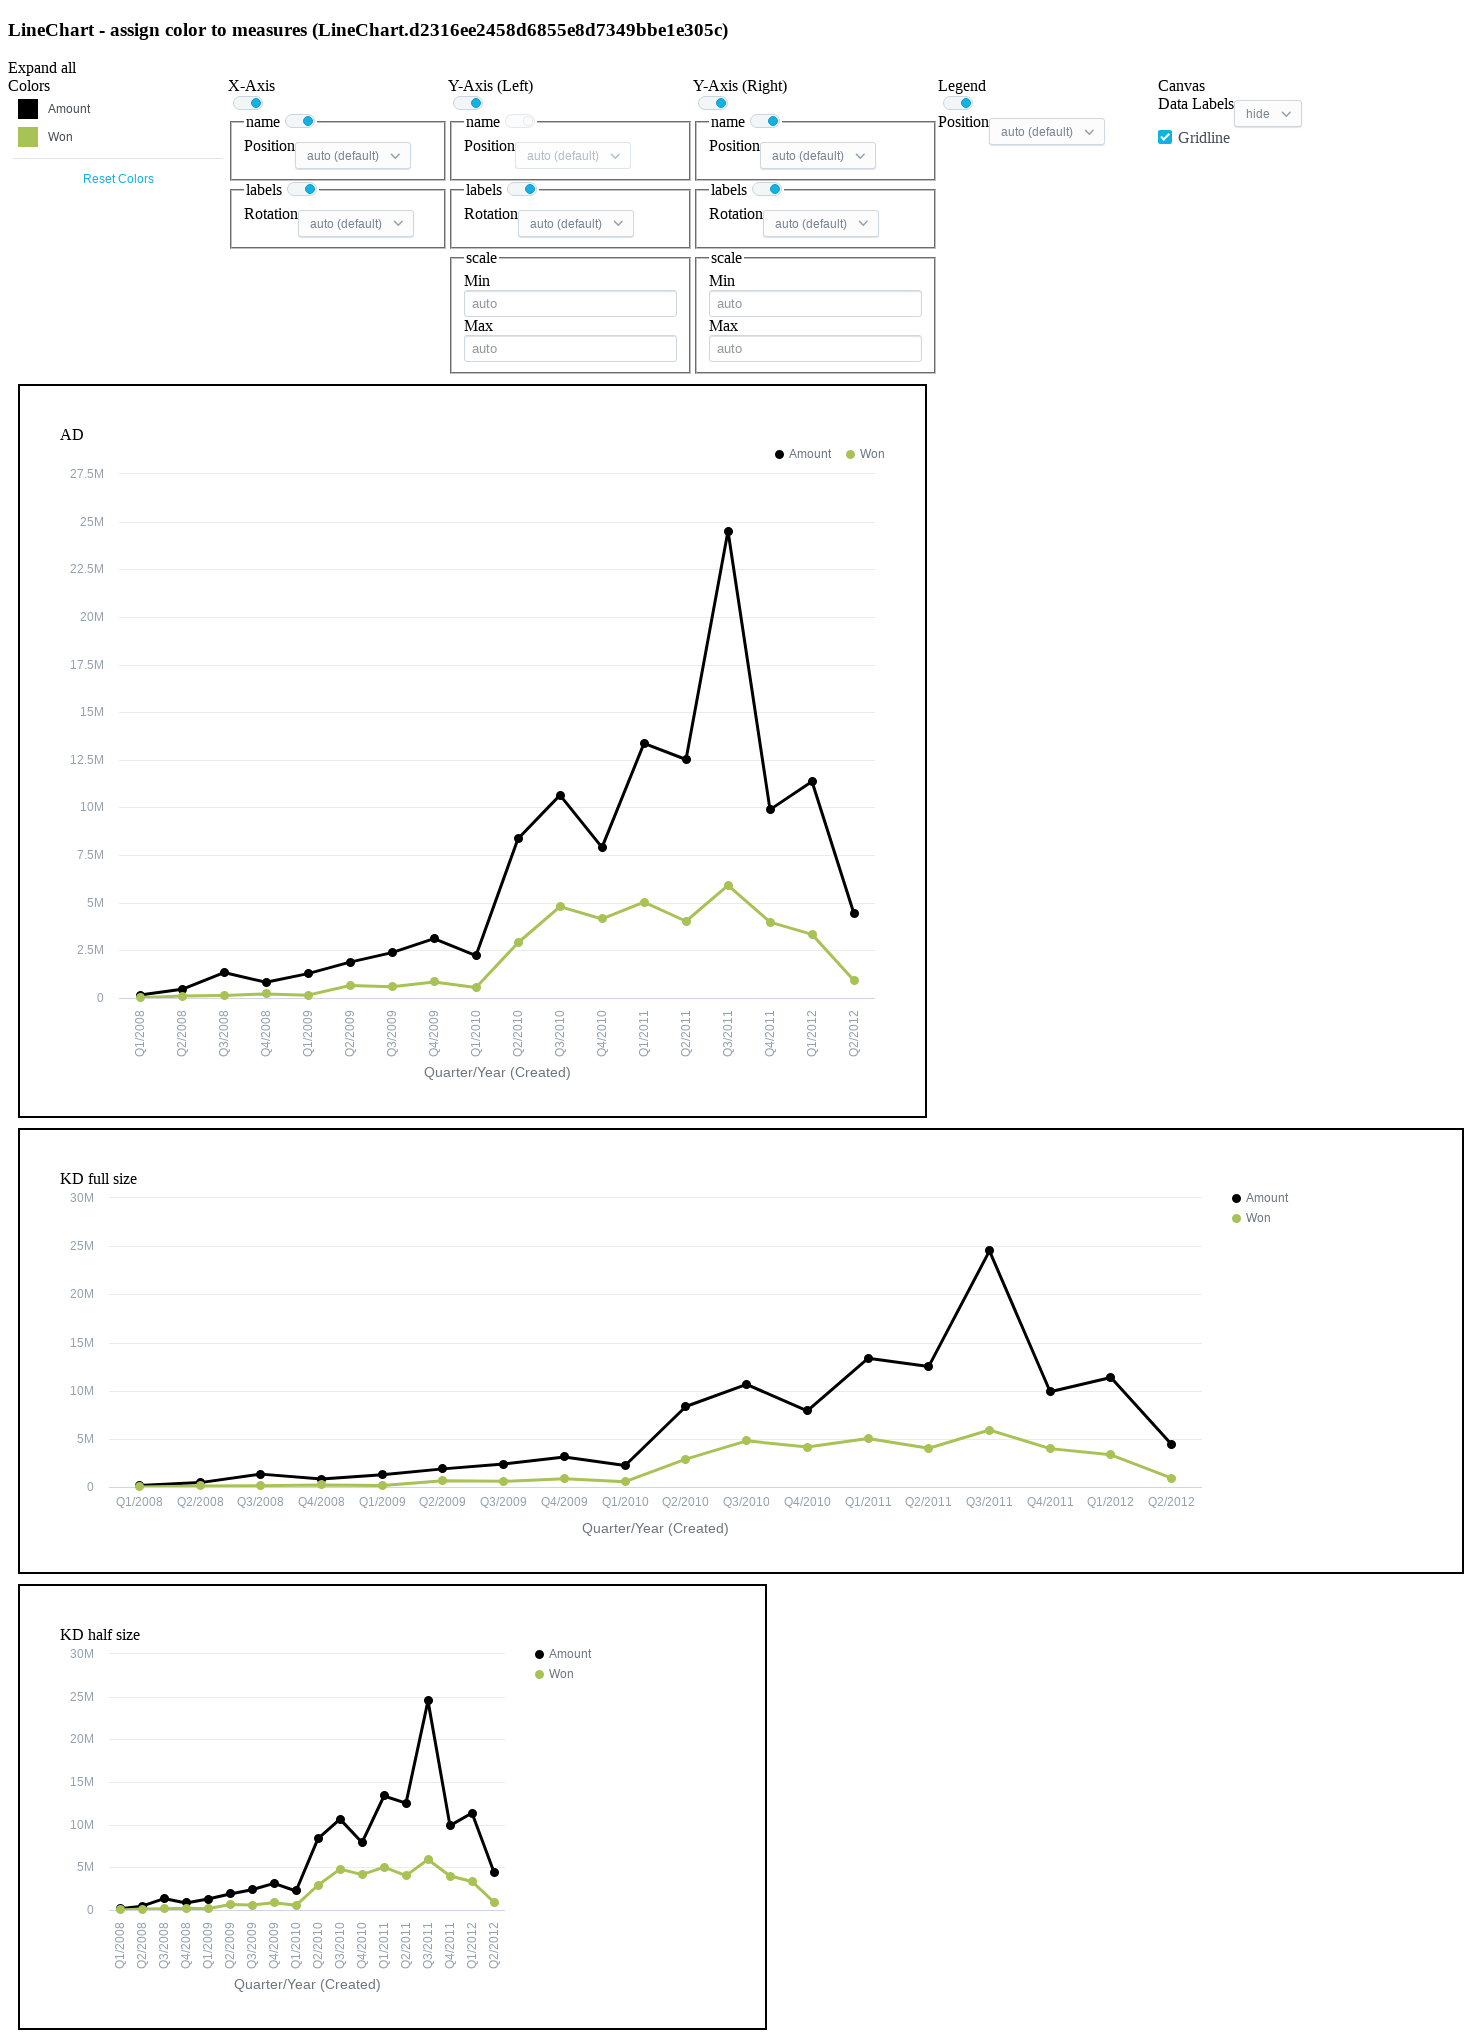 LineChart - assign color to measures (LineChart.d2316ee2458d6855e8d7349bbe1e305c)
Expand all
Colors
Amount
Won
Reset Colors
X-Axis
name
Position auto (default)
labels
Rotation auto (default)
Y-Axis (Left)
name
Position auto (default)
labels
Rotation auto (default)
scale
Min
auto
Max
auto
Y-Axis (Right)
name
Position auto (default)
labels
Rotation auto (default)
scale
Min
auto
Max
auto
Legend
Position auto (default)
Canvas
Data Labels hide
Gridline
AD
Amount Won
27.5M
25M
22.5M
20M
17.5M
15M
12.5M
10M
7.5M
5M
2.5M
0
Q1/2008 Q2/2008 Q3/2008 Q4/2008 Q1/2009 Q2/2009 Q3/2009 Q4/2009 Q1/2010 Q2/2010 Q3/2010 Q4/2010 Q1/2011 Q2/2011 Q3/2011 Q4/2011 Q1/2012 Q2/2012
Quarter/Year (Created)
KD full size
Amount
Won
30M
25M
20M
15M
10M
5M
0
Q1/2008 Q2/2008 Q3/2008 Q4/2008 Q1/2009 Q2/2009 Q3/2009 Q4/2009 Q1/2010 Q2/2010 Q3/2010 Q4/2010 Q1/2011 Q2/2011 Q3/2011 Q4/2011 Q1/2012 Q2/2012
Quarter/Year (Created)
KD half size
Amount
Won
30M
25M
20M
15M
10M
5M
0
Q1/2008 Q2/2008 Q3/2008 Q4/2008 Q1/2009 Q2/2009 Q3/2009 Q4/2009 Q1/2010 Q2/2010 Q3/2010 Q4/2010 Q1/2011 Q2/2011 Q3/2011 Q4/2011 Q1/2012 Q2/2012
Quarter/Year (Created)